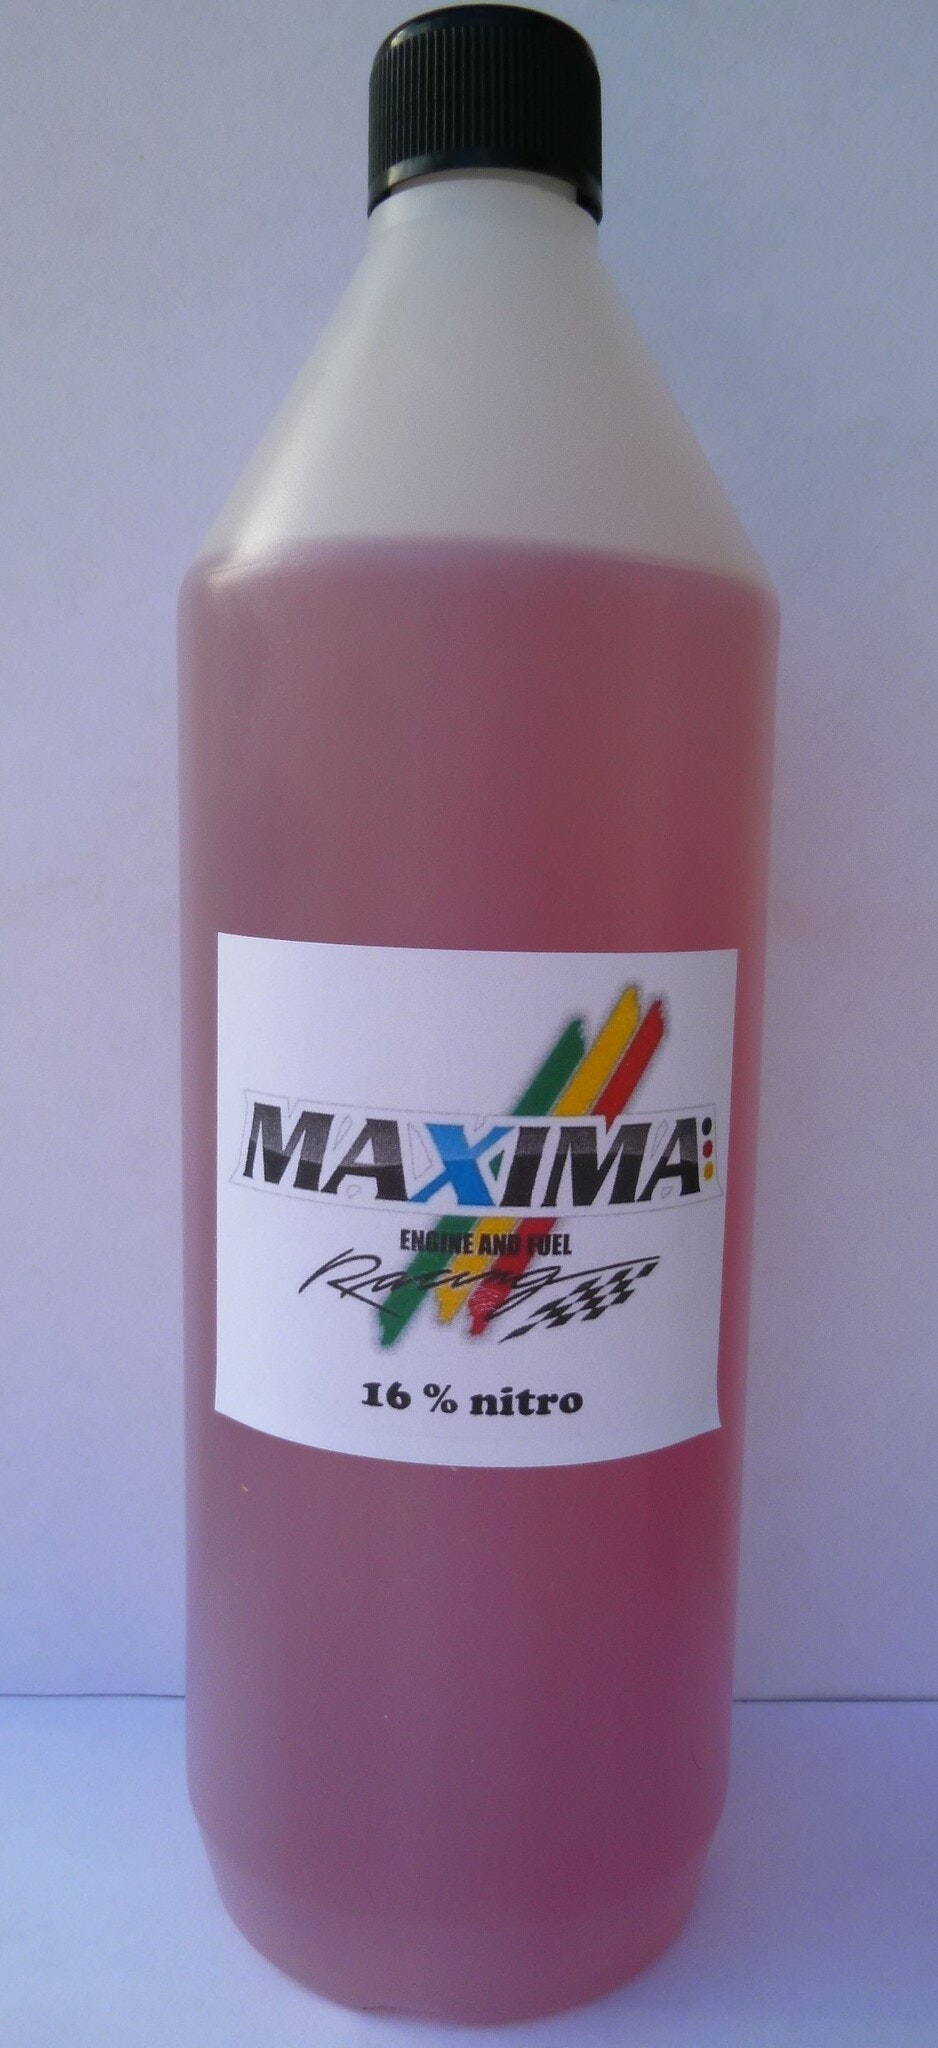 MAXIMA
ENGINE AND FUEL
Racing
16 % nitro